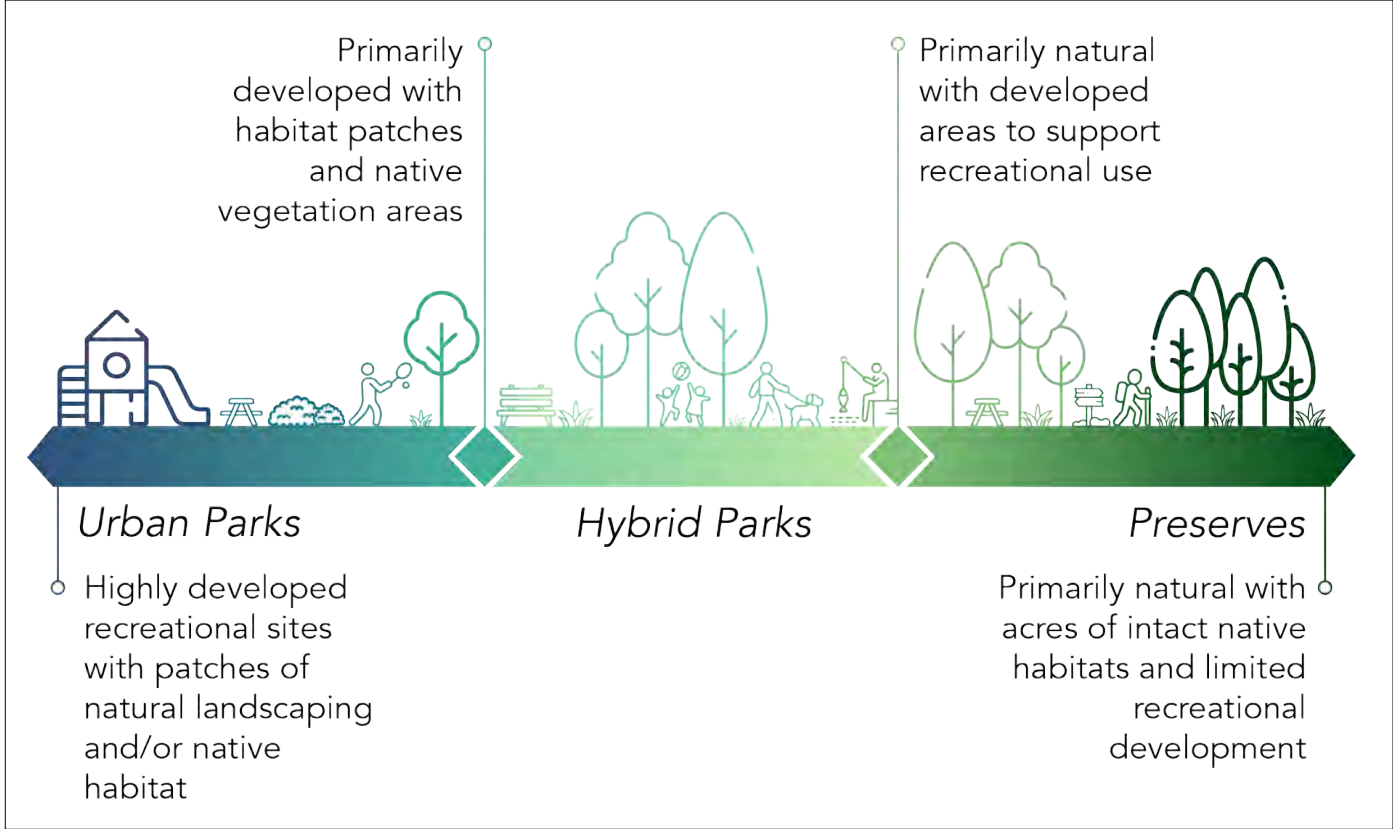 Primarily
developed with
habitat patches
and native
vegetation areas
Primarily natural
with developed
areas to support
recreational use
Urban Parks
Hybrid Parks
Preserves
Highly developed
recreational sites
with patches of
natural landscaping
and/or native
habitat
Primarily natural with
acres of intact native
habitats and limited
recreational
development